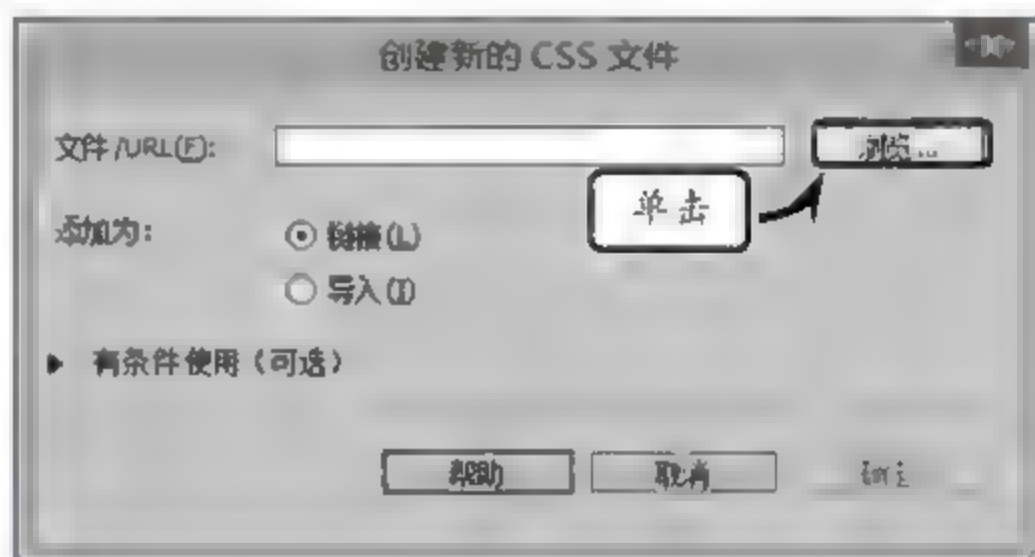 创建新的 CSS 文件
文件/URL(F):
浏览...
单击
添加为:
链接(L)
导入(I)
有条件使用(可选)
帮助
取消